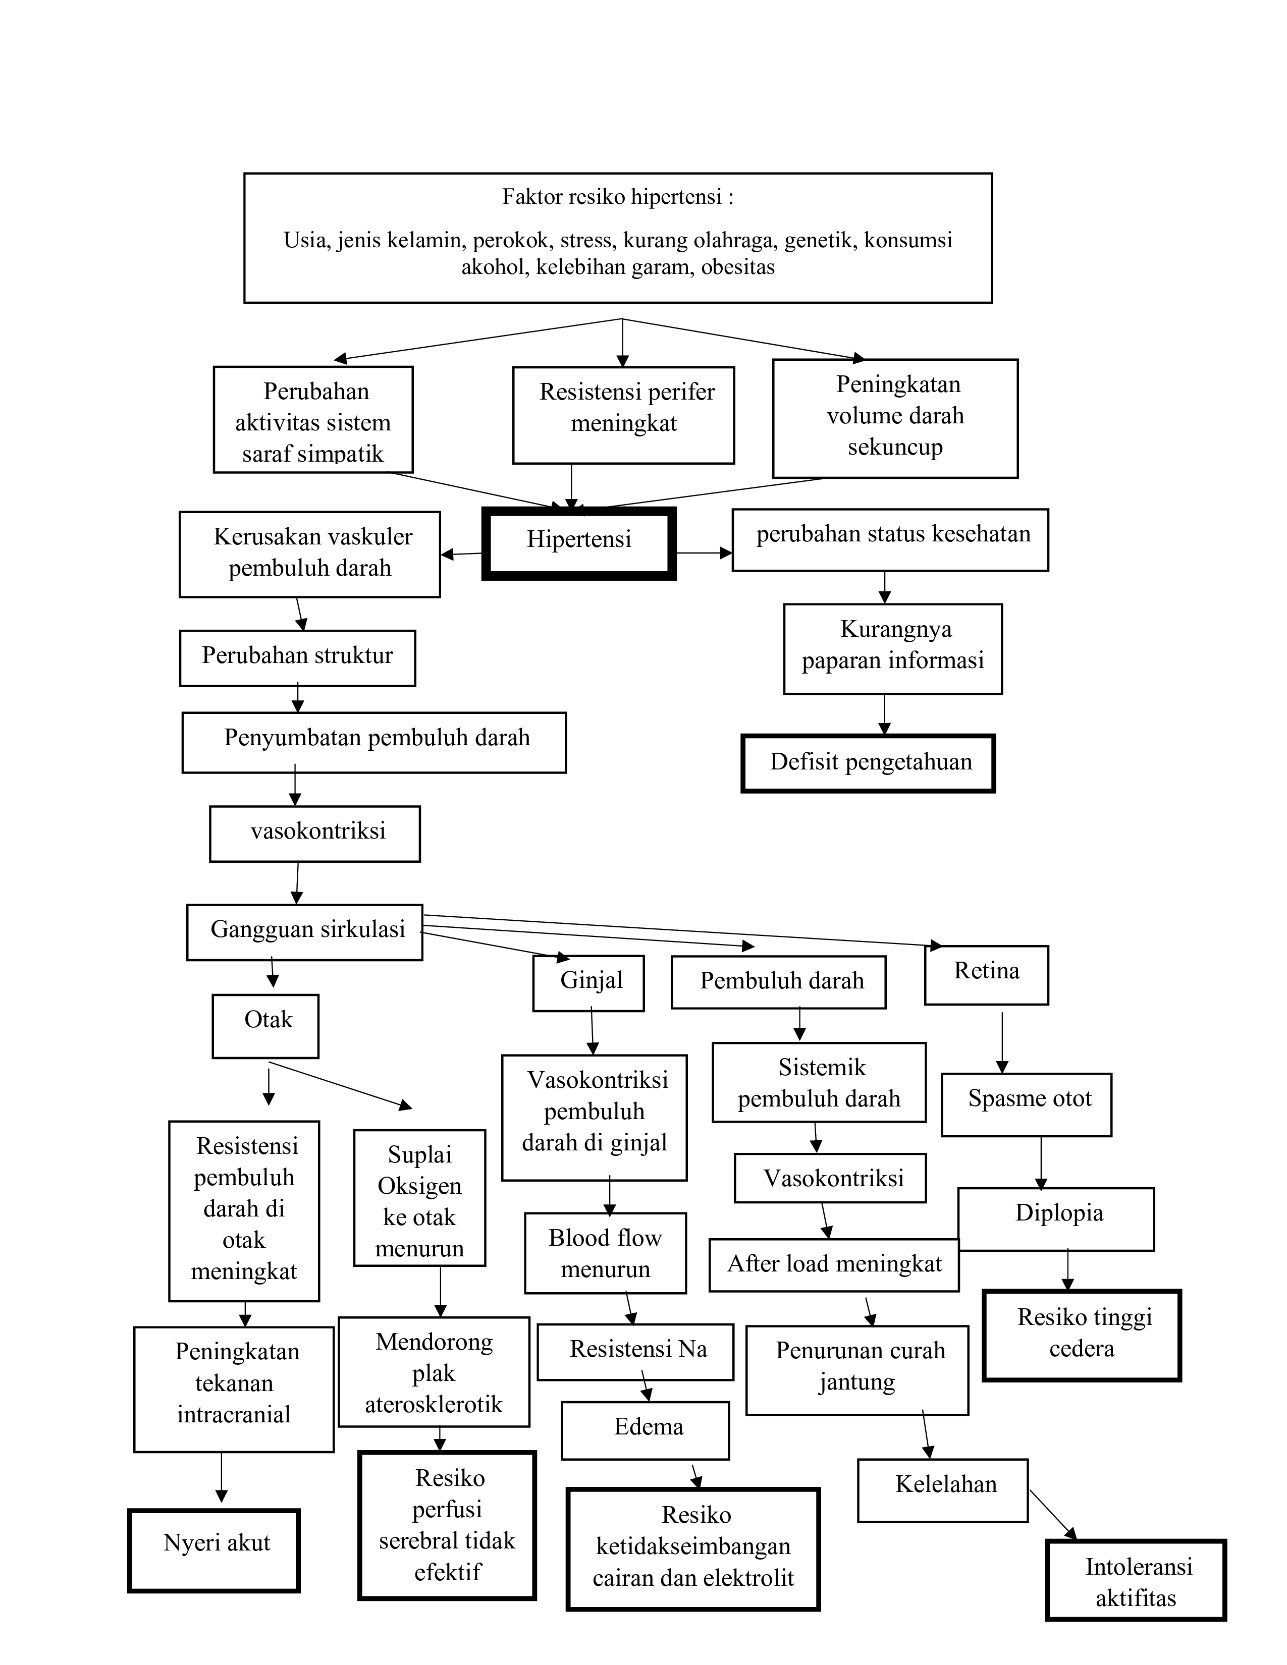 Faktor resiko hipertensi :
Usia, jenis kelamin, perokok, stress, kurang olahraga, genetik, konsumsi
akohol, kelebihan garam, obesitas
Perubahan
aktivitas sistem
saraf simpatik
Resistensi perifer
meningkat
Peningkatan
volume darah
sekuncup
Kerusakan vaskuler
pembuluh darah
Hipertensi
perubahan status kesehatan
Perubahan struktur
Kurangnya
paparan informasi
Penyumbatan pembuluh darah
Defisit pengetahuan
vasokontriksi
Gangguan sirkulasi
Otak
Ginjal
Pembuluh darah
Retina
Resistensi
pembuluh
darah di
otak
meningkat
Suplai
Oksigen
ke otak
menurun
Vasokontriksi
pembuluh
darah di ginjal
Sistemik
pembuluh darah
Spasme otot
Vasokontriksi
Diplopia
Blood flow
menurun
After load meningkat
Peningkatan
tekanan
intracranial
Mendorong
plak
aterosklerotik
Resistensi Na
Penurunan curah
jantung
Resiko tinggi
cedera
Edema
Kelelahan
Nyeri akut
Resiko
perfusi
serebral tidak
efektif
Resiko
ketidakseimbangan
cairan dan elektrolit
Intoleransi
aktifitas